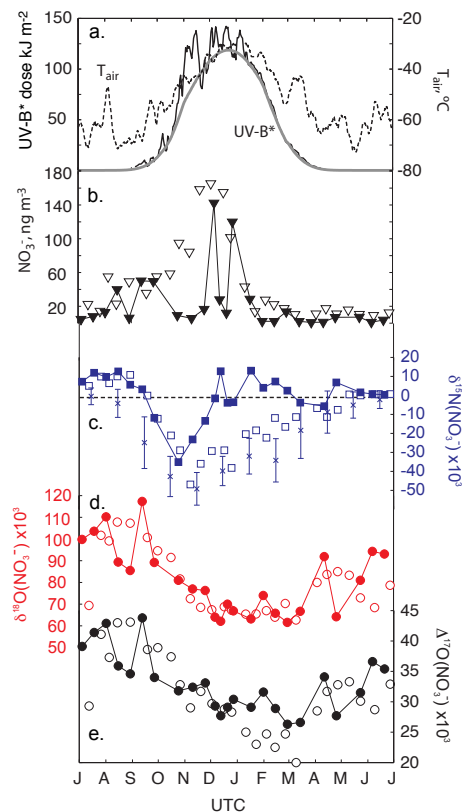 a.
UV-B* dose kJ m-2
150
100
50
T_air
UV-B*
-20
-40
-60
-80
T_air, °C
b.
NO₃⁻, ng m-3
180
140
100
60
20
c.
20
10
0
-10
-20
-30
-40
-50
δ¹⁵N(NO₃⁻) ×10³
d.
δ¹⁸O(NO₃⁻) x10³
120
110
100
90
80
70
60
50
e.
45
40
35
30
25
20
Δ¹⁷O(NO₃⁻) x10³
J A S O N D J F M A M J J
UTC